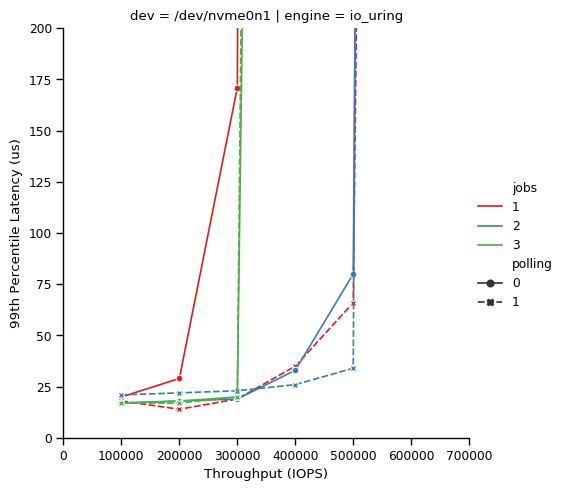 dev = /dev/nvme0n1 | engine = io_uring
200
175
150
125
100
75
50
25
0
99th Percentile Latency (us)
0 100000 200000 300000 400000 500000 600000 700000
Throughput (IOPS)
jobs
1
2
3
polling
0
1